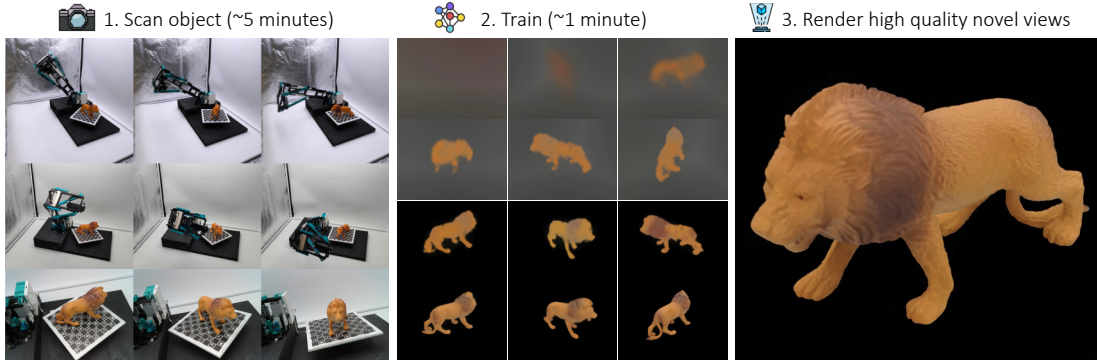 1. Scan object (~5 minutes)
2. Train (~1 minute)
3. Render high quality novel views